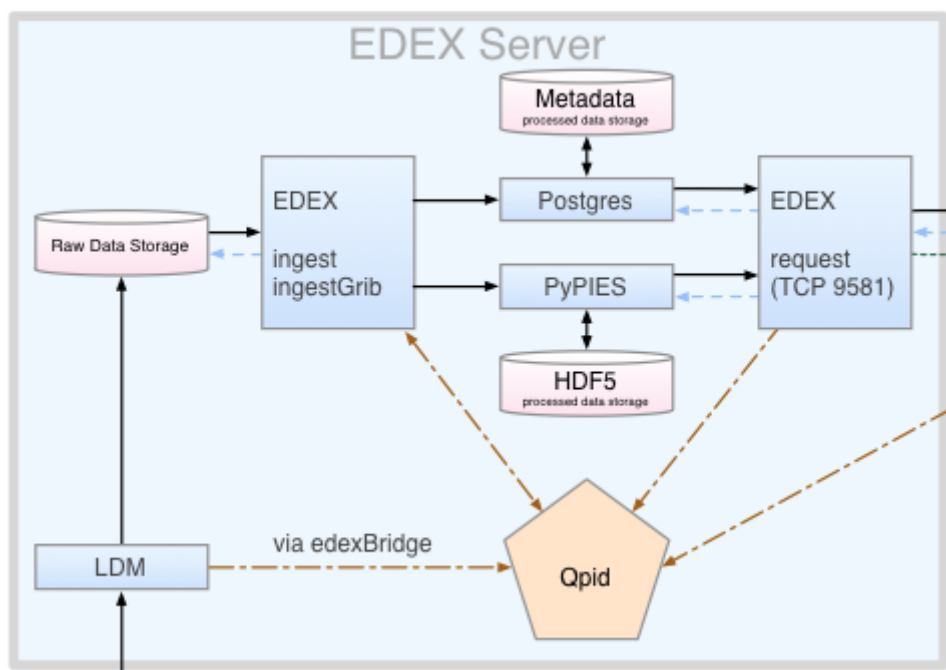 EDEX Server
Metadata
processed data storage
EDEX
ingest
ingestGrib
Postgres
EDEX
request
(TCP 9581)
Raw Data Storage
PyPIES
HDF5
processed data storage
via edexBridge
LDM
Qpid